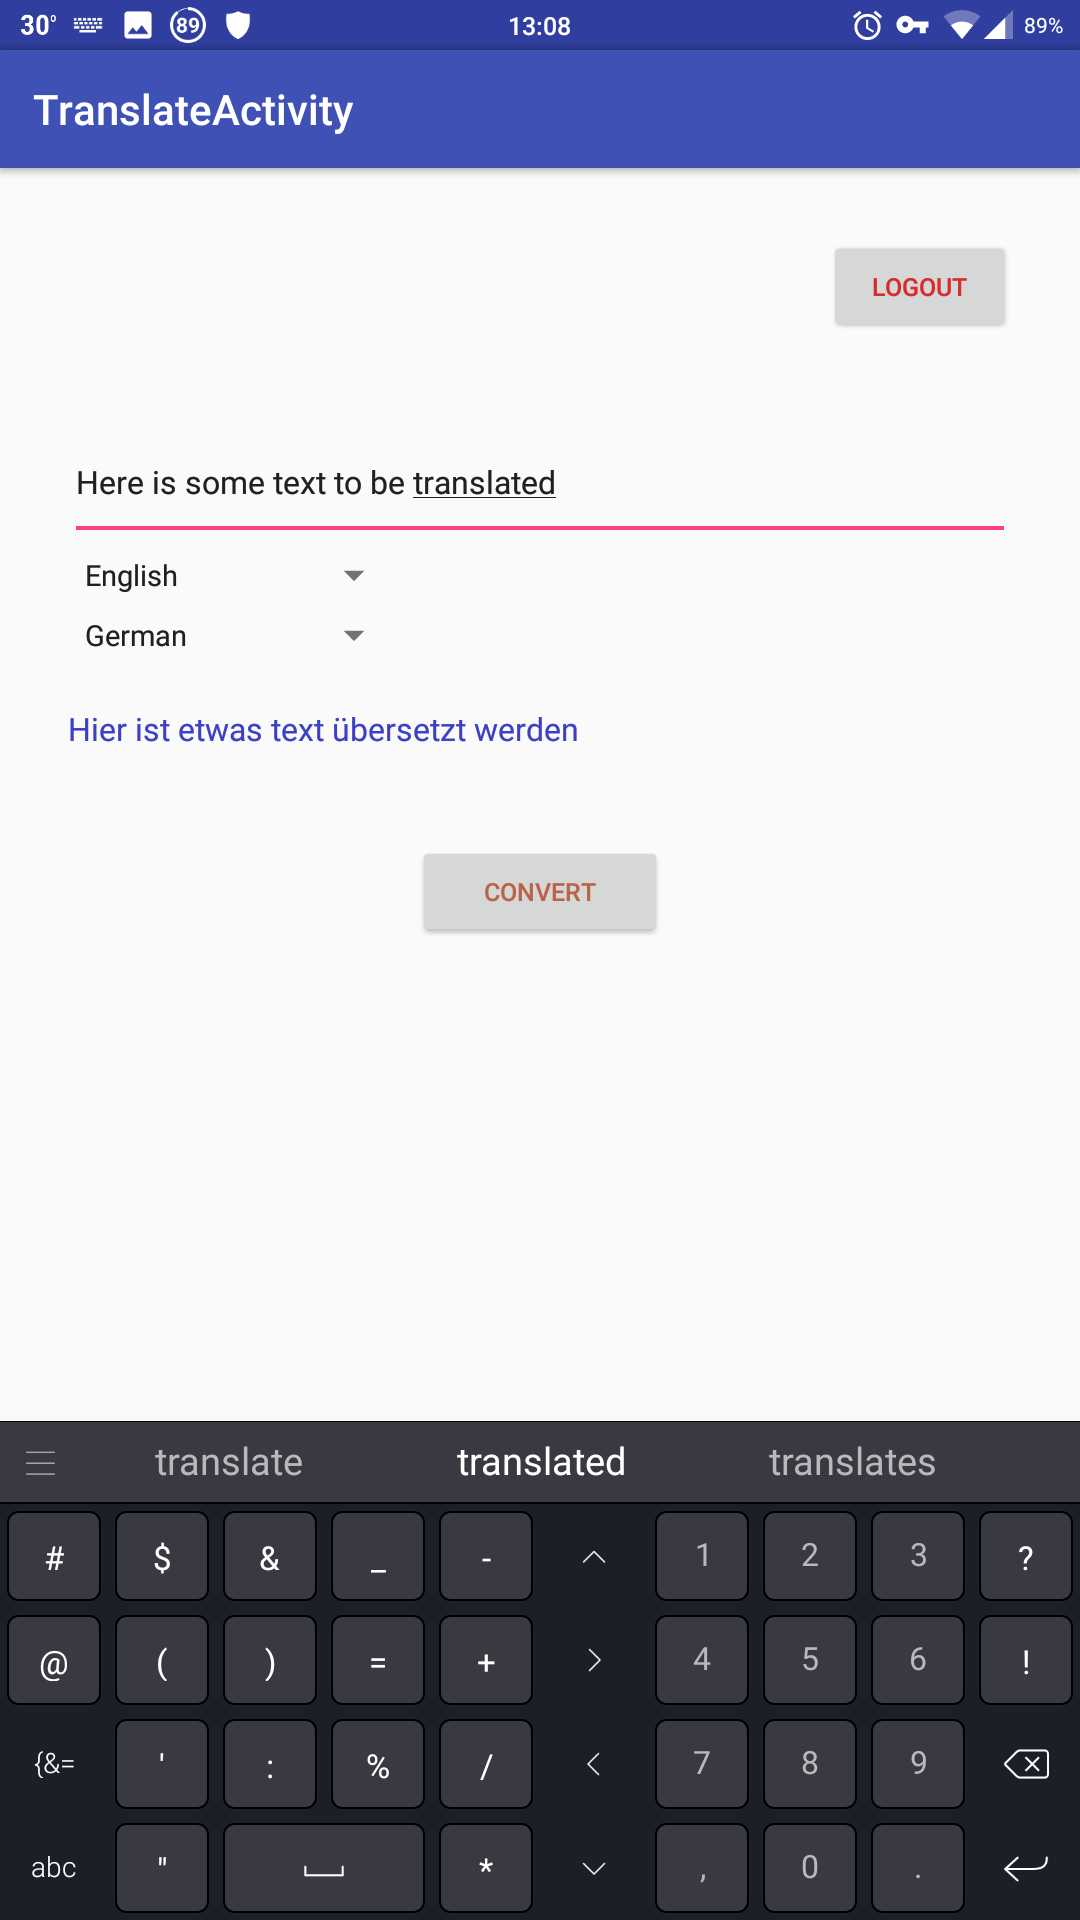 30° 89 13:08 89%
TranslateActivity
LOGOUT
Here is some text to be translated
English
German
Hier ist etwas text übersetzt werden
CONVERT
translate translated translates
# $ & _ - 1 2 3 ?
@ ( ) = + 4 5 6 !
{&= ' : % / 7 8 9
abc " * , 0 .